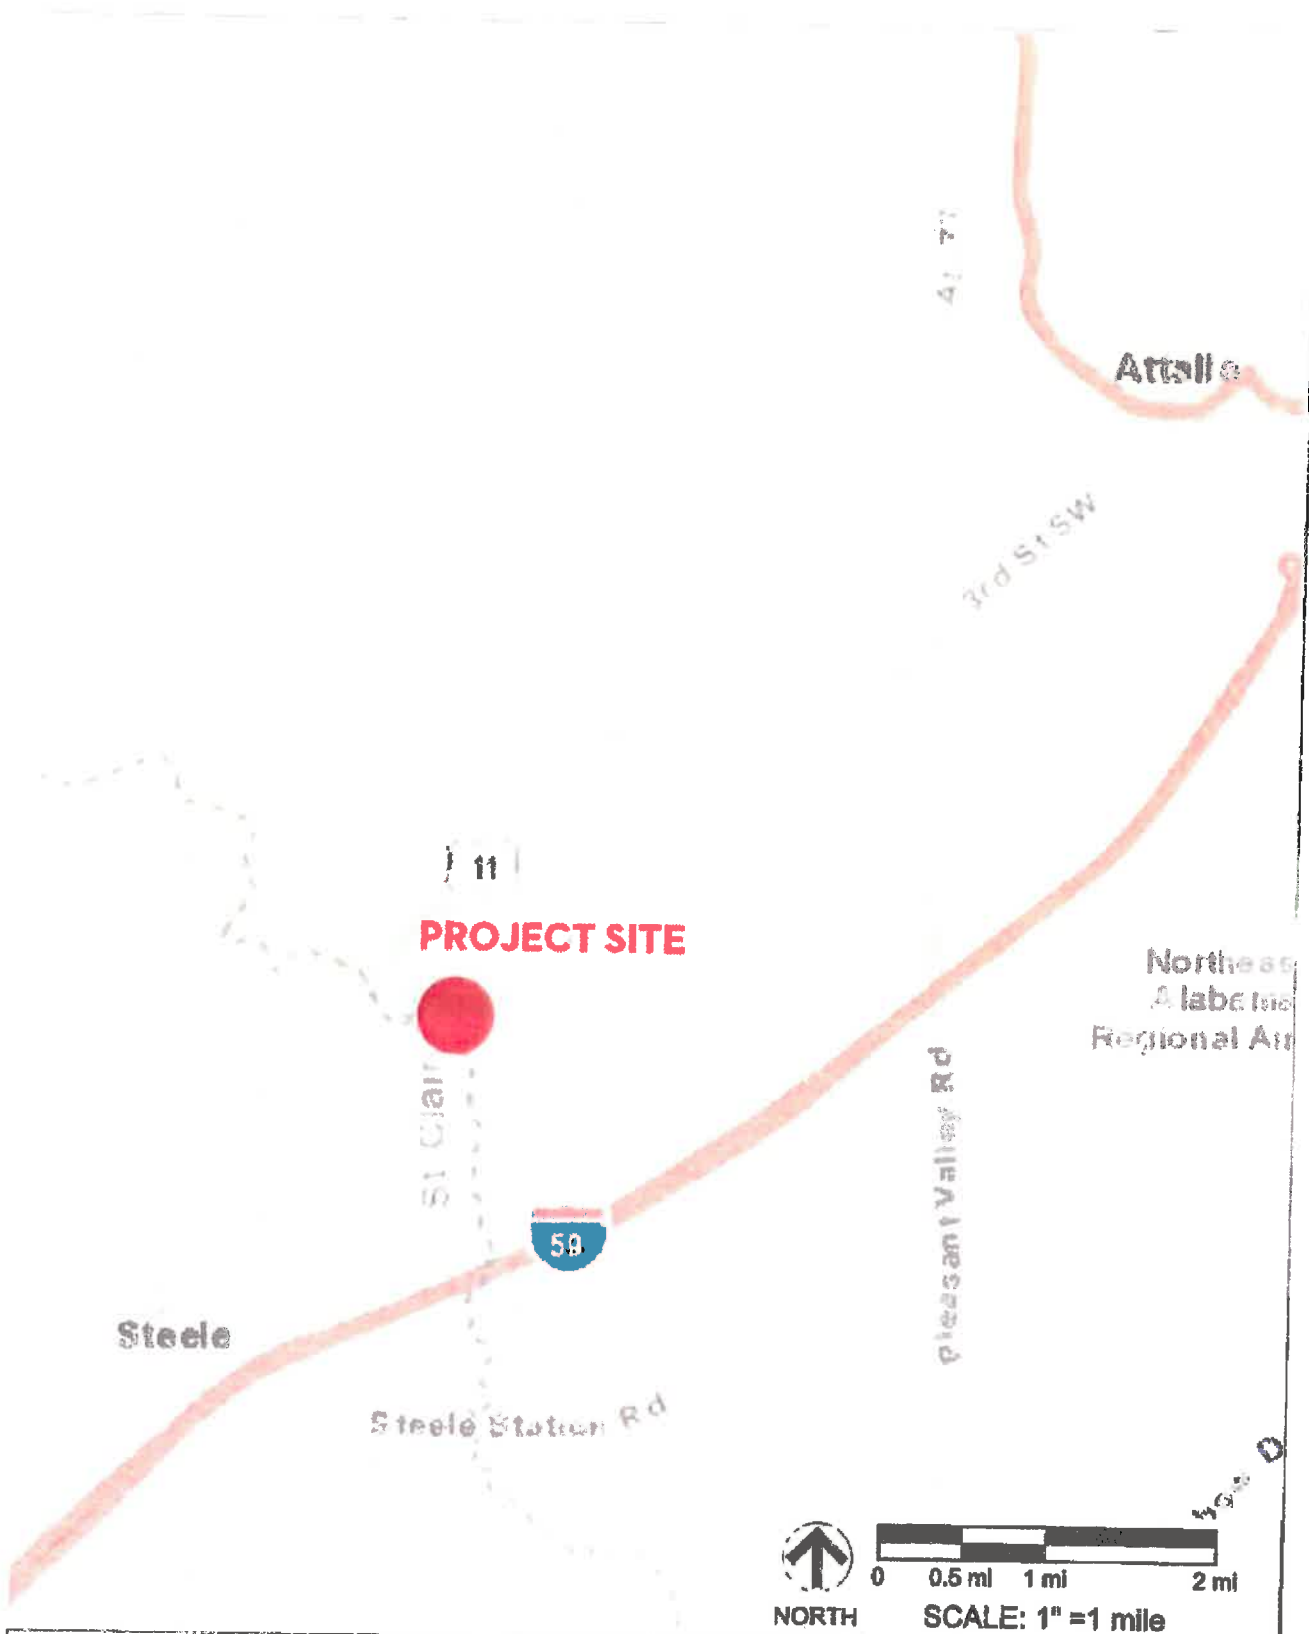 Attalla
3rd St SW
11
PROJECT SITE
Northeas
Alabama
Regional Air
St Clair
Pleasant Valley Rd
59
Steele
Steele Station Rd
0 0.5 mi 1 mi 2 mi
NORTH
SCALE: 1" =1 mile